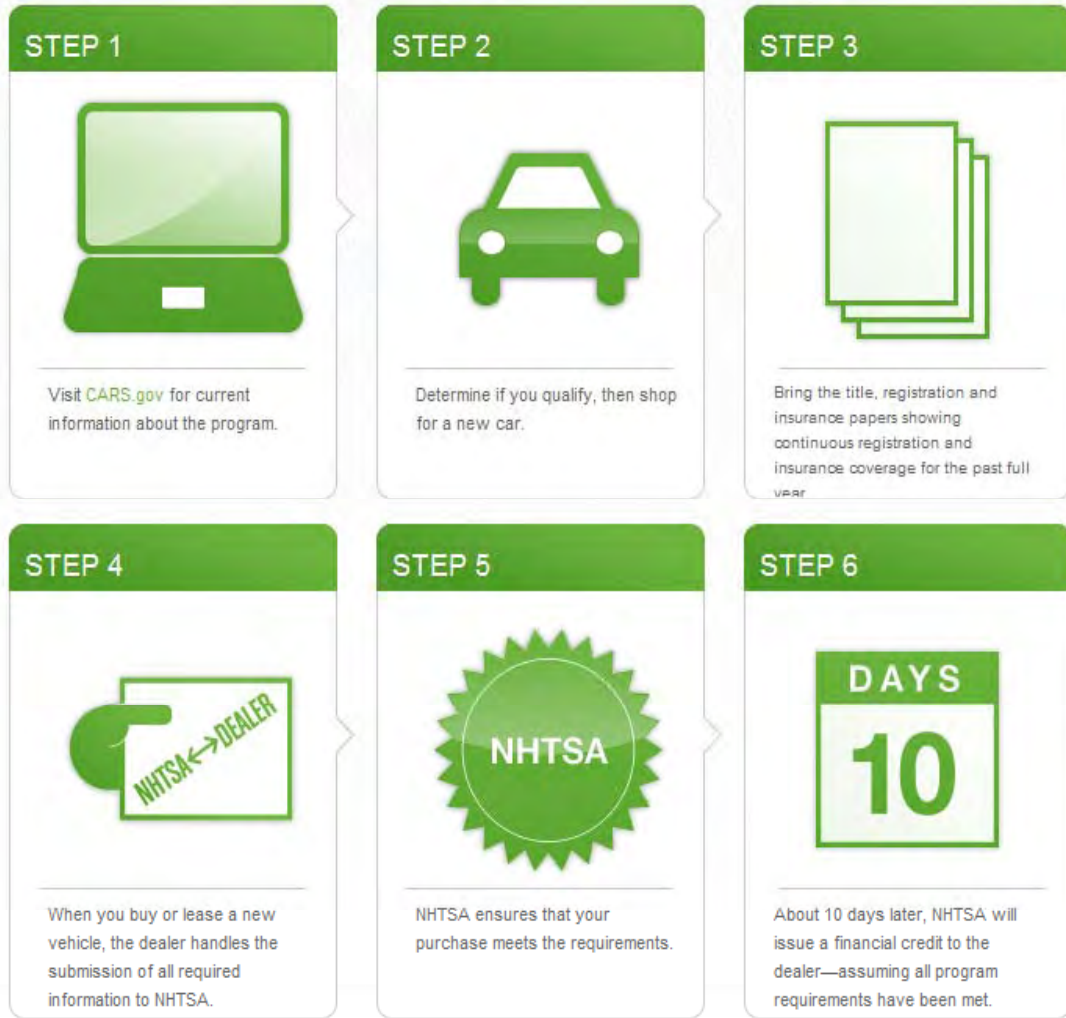 STEP 1
Visit CARS.gov for current
information about the program.
STEP 2
Determine if you qualify, then shop
for a new car.
STEP 3
Bring the title, registration and
insurance papers showing
continuous registration and
insurance coverage for the past full
year
STEP 4
NHTSA↔DEALER
When you buy or lease a new
vehicle, the dealer handles the
submission of all required
information to NHTSA.
STEP 5
NHTSA
NHTSA ensures that your
purchase meets the requirements.
STEP 6
DAYS
10
About 10 days later, NHTSA will
issue a financial credit to the
dealer—assuming all program
requirements have been met.